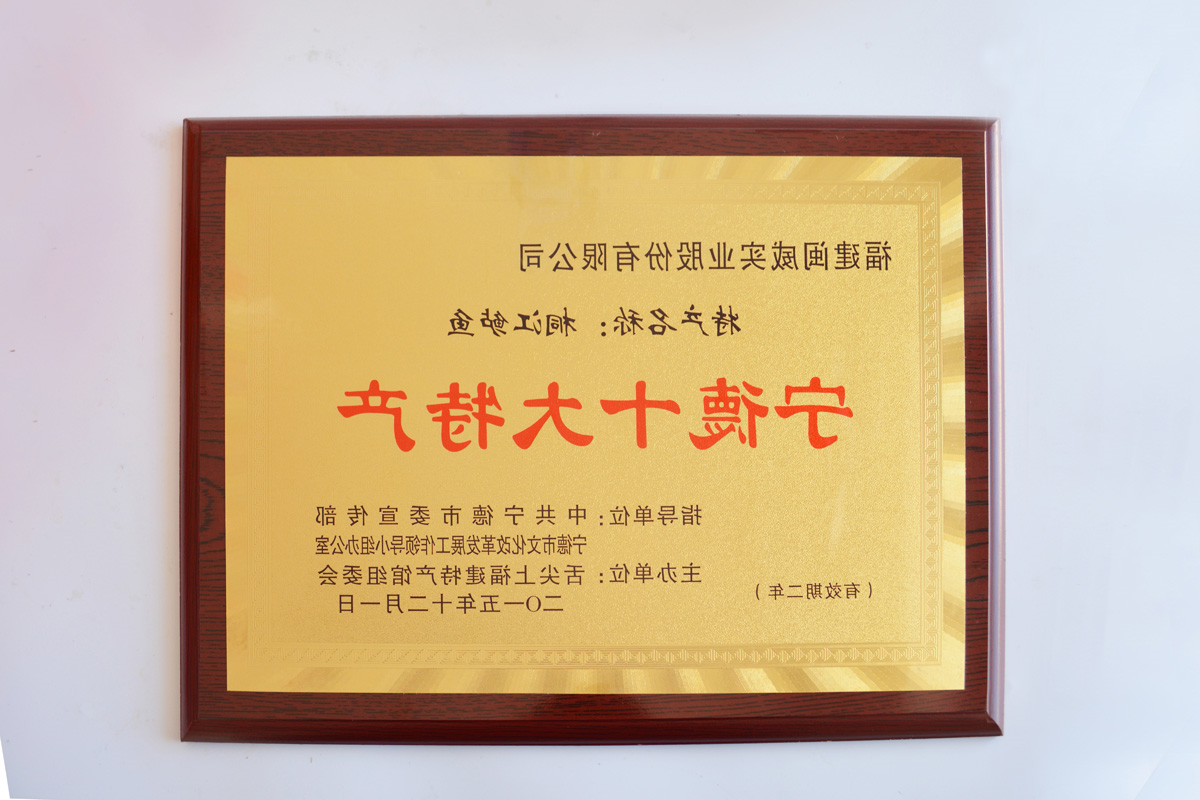 福建闽威实业股份有限公司
特产名称：桐江鲈鱼
宁德十大特产
指导单位：中共宁德市委宣传部
宁德市文化改革发展工作领导小组办公室
主办单位：舌尖上福建特产馆组委会
二〇一五年十二月一日
（有效期二年）